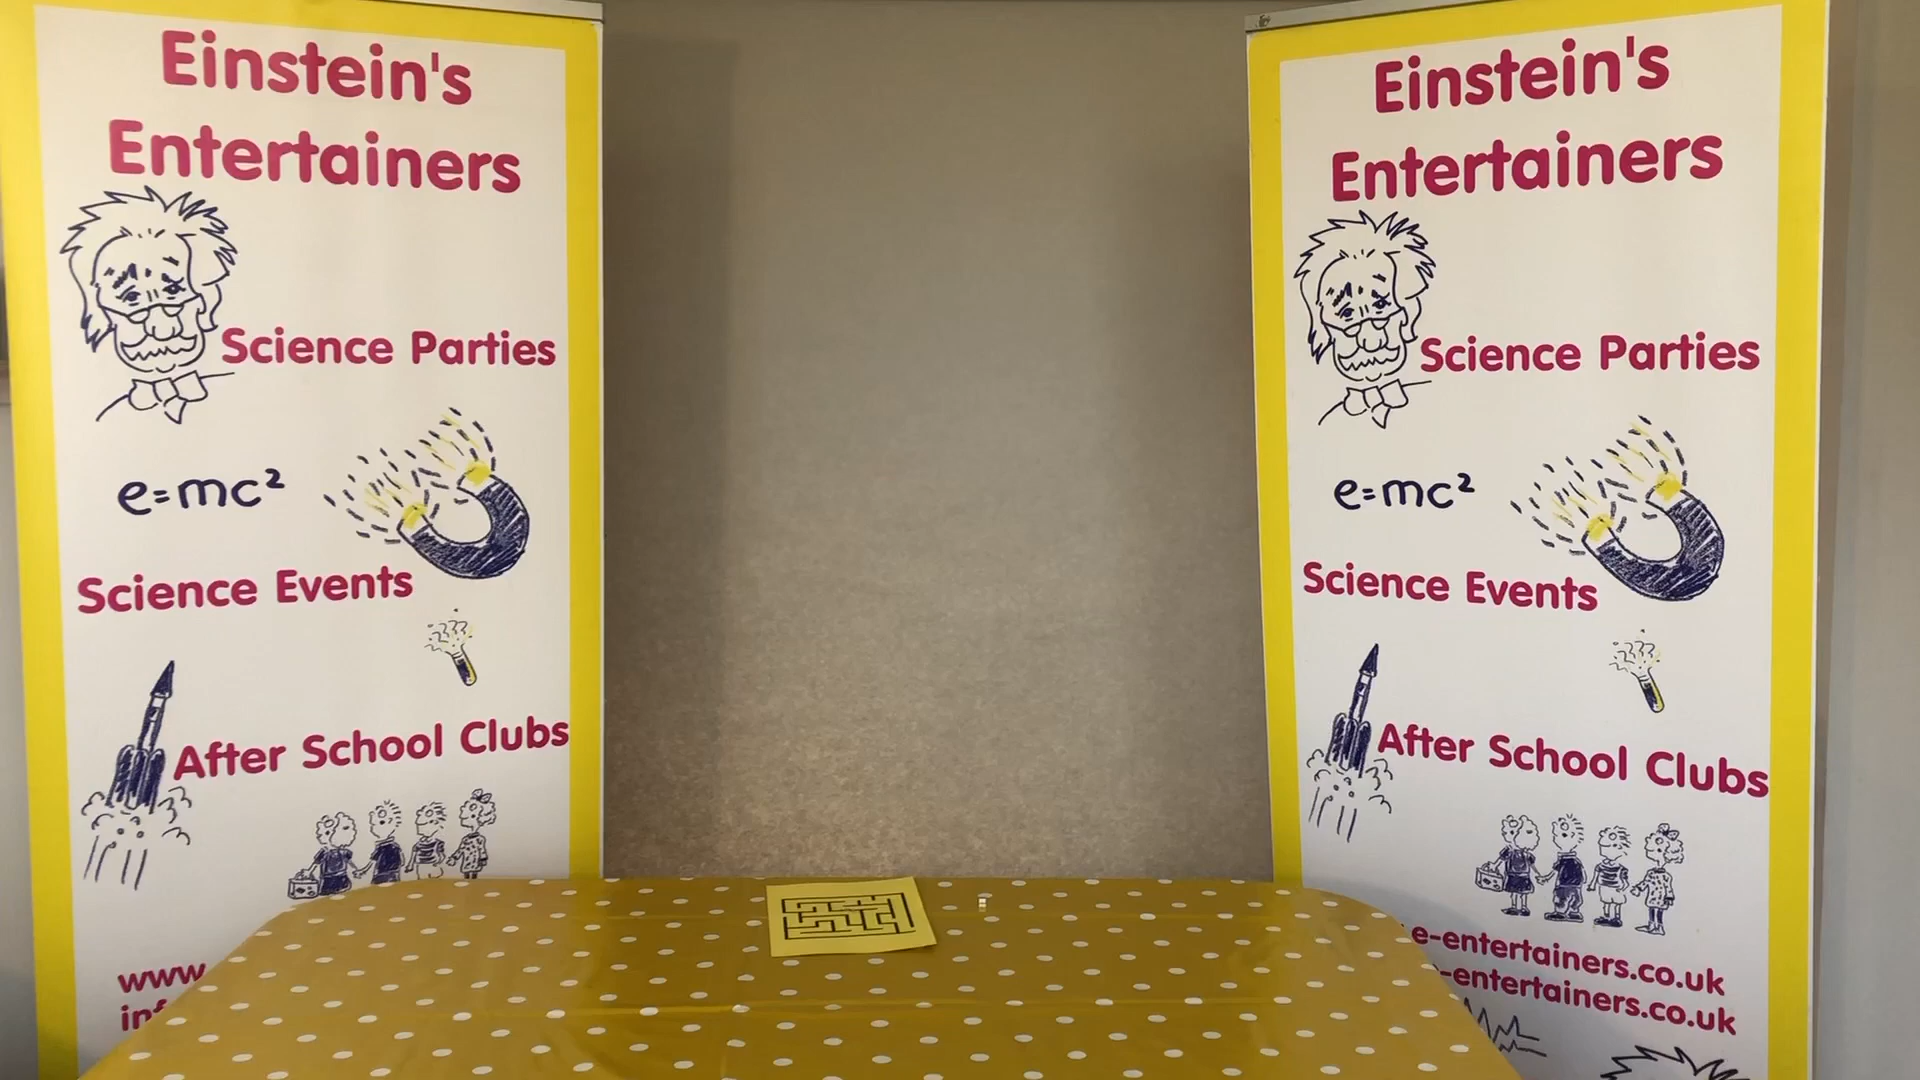 Einstein's
Entertainers
Science Parties
e=mc²
Science Events
After School Clubs
www
Einstein's
Entertainers
Science Parties
e=mc²
Science Events
After School Clubs
e-entertainers.co.uk
-entertainers.co.uk